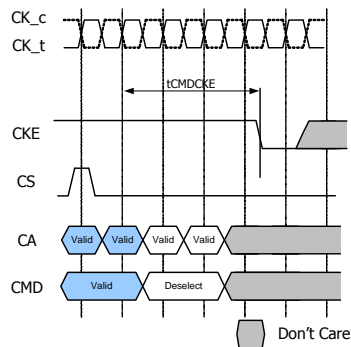 CK_c
CK_t
tCMDCKE
CKE
CS
CA Valid Valid Valid Valid
CMD Valid Deselect
Don't Care